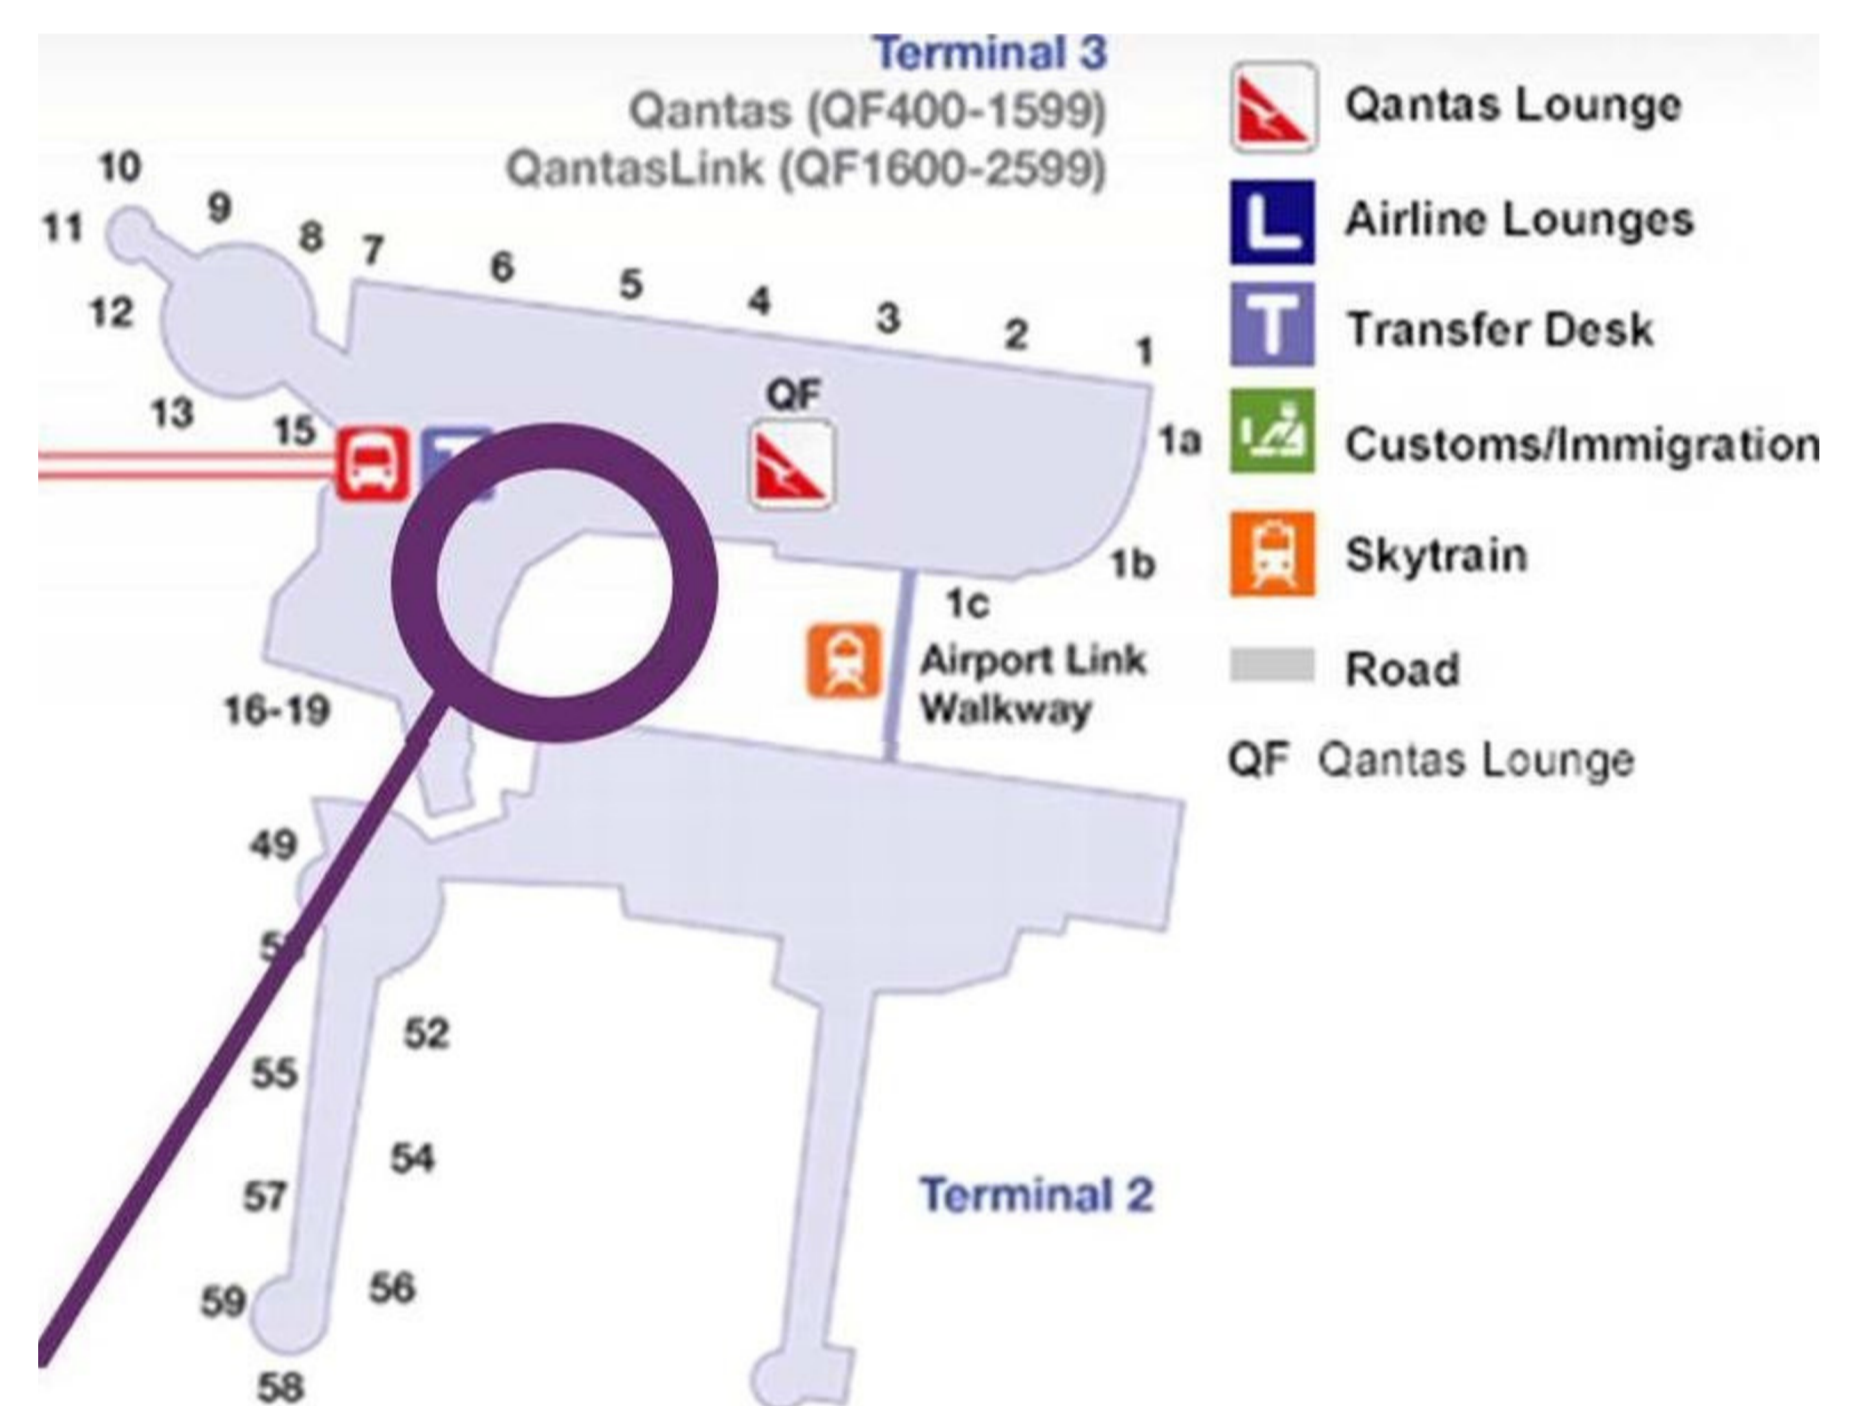 Terminal 3
Qantas (QF400-1599)
QantasLink (QF1600-2599)
10
11
9
8
7
6
5
4
3
2
1
12
13
15
QF
1a
1b
1c
Airport Link
Walkway
16-19
49
52
55
54
57
56
59
58
Terminal 2
Qantas Lounge
L Airline Lounges
T Transfer Desk
Customs/Immigration
Skytrain
Road
QF Qantas Lounge